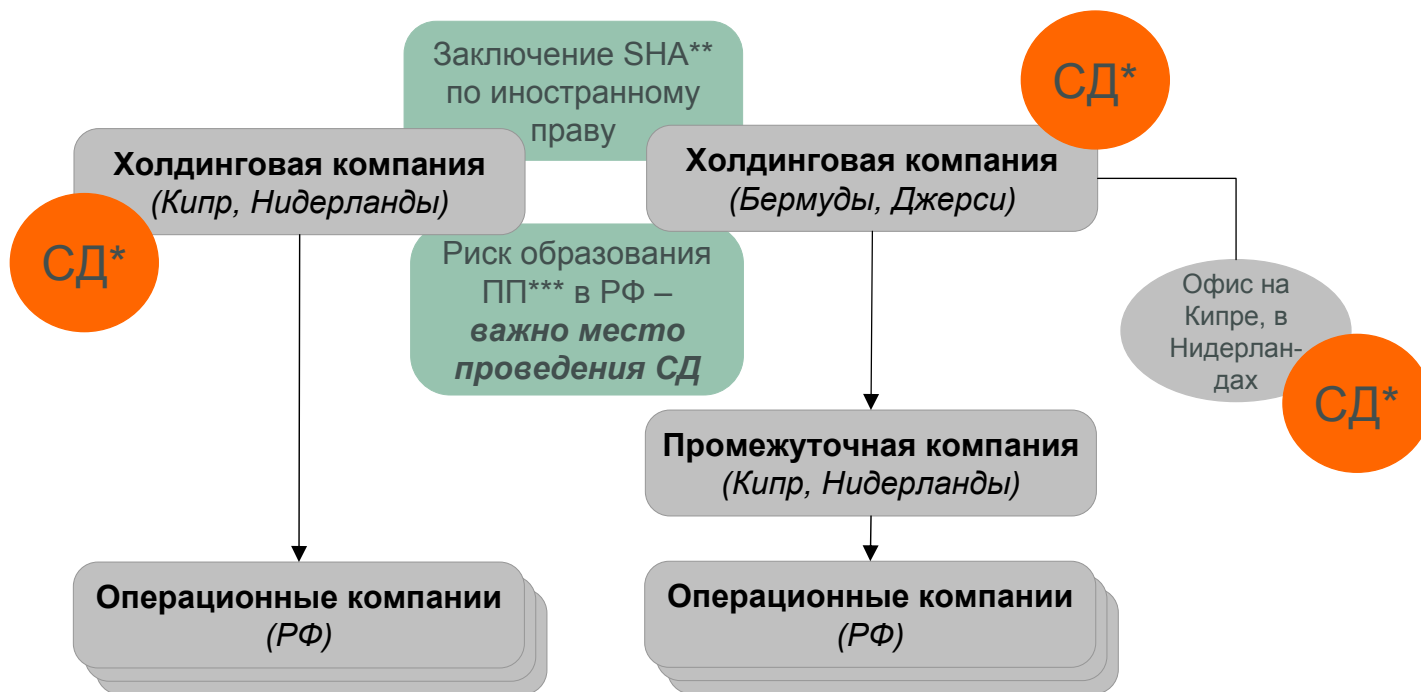 Заключение SHA**
по иностранному
праву
СД*
Холдинговая компания
(Кипр, Нидерланды)
СД*
Холдинговая компания
(Бермуды, Джерси)
Риск образования
ПП*** в РФ –
важно место
проведения СД
Офис на
Кипре, в
Нидерлан-
дах
СД*
Промежуточная компания
(Кипр, Нидерланды)
Операционные компании
(РФ)
Операционные компании
(РФ)